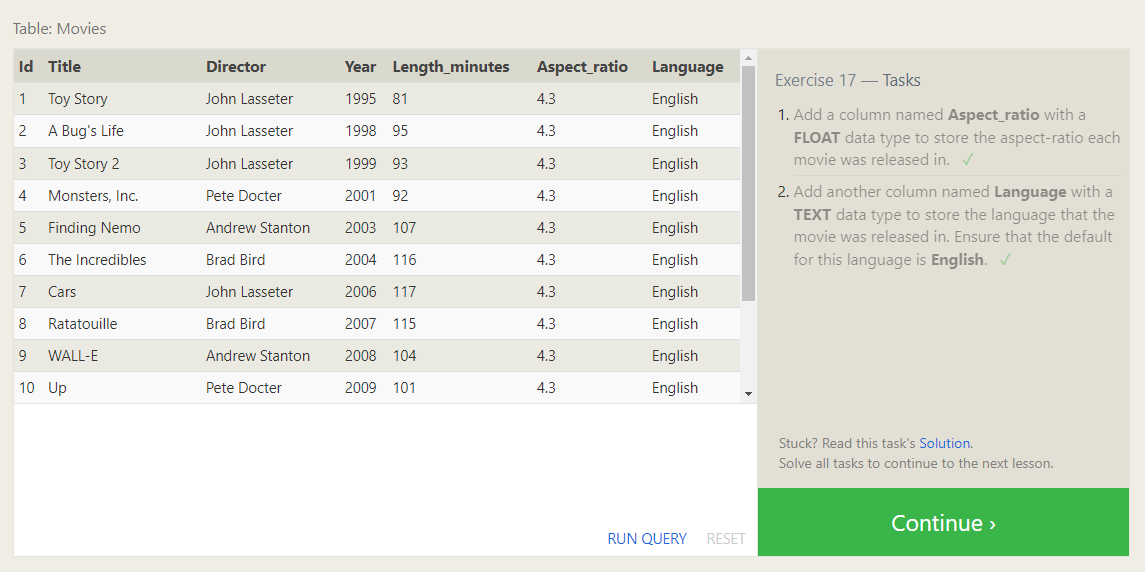 Table: Movies
Id Title Director Year Length_minutes Aspect_ratio Language
1 Toy Story John Lasseter 1995 81 4.3 English
2 A Bug's Life John Lasseter 1998 95 4.3 English
3 Toy Story 2 John Lasseter 1999 93 4.3 English
4 Monsters, Inc. Pete Docter 2001 92 4.3 English
5 Finding Nemo Andrew Stanton 2003 107 4.3 English
6 The Incredibles Brad Bird 2004 116 4.3 English
7 Cars John Lasseter 2006 117 4.3 English
8 Ratatouille Brad Bird 2007 115 4.3 English
9 WALL-E Andrew Stanton 2008 104 4.3 English
10 Up Pete Docter 2009 101 4.3 English
RUN QUERY RESET
Exercise 17 — Tasks
1. Add a column named Aspect_ratio with a
FLOAT data type to store the aspect-ratio each
movie was released in. ✓
2. Add another column named Language with a
TEXT data type to store the language that the
movie was released in. Ensure that the default
for this language is English. ✓
Stuck? Read this task's Solution.
Solve all tasks to continue to the next lesson.
Continue ›